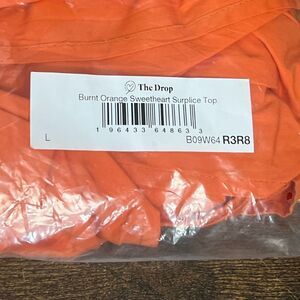 The Drop
Burnt Orange Sweetheart Surplice Top
1 96433 64863 3
L B09W64 R3R8